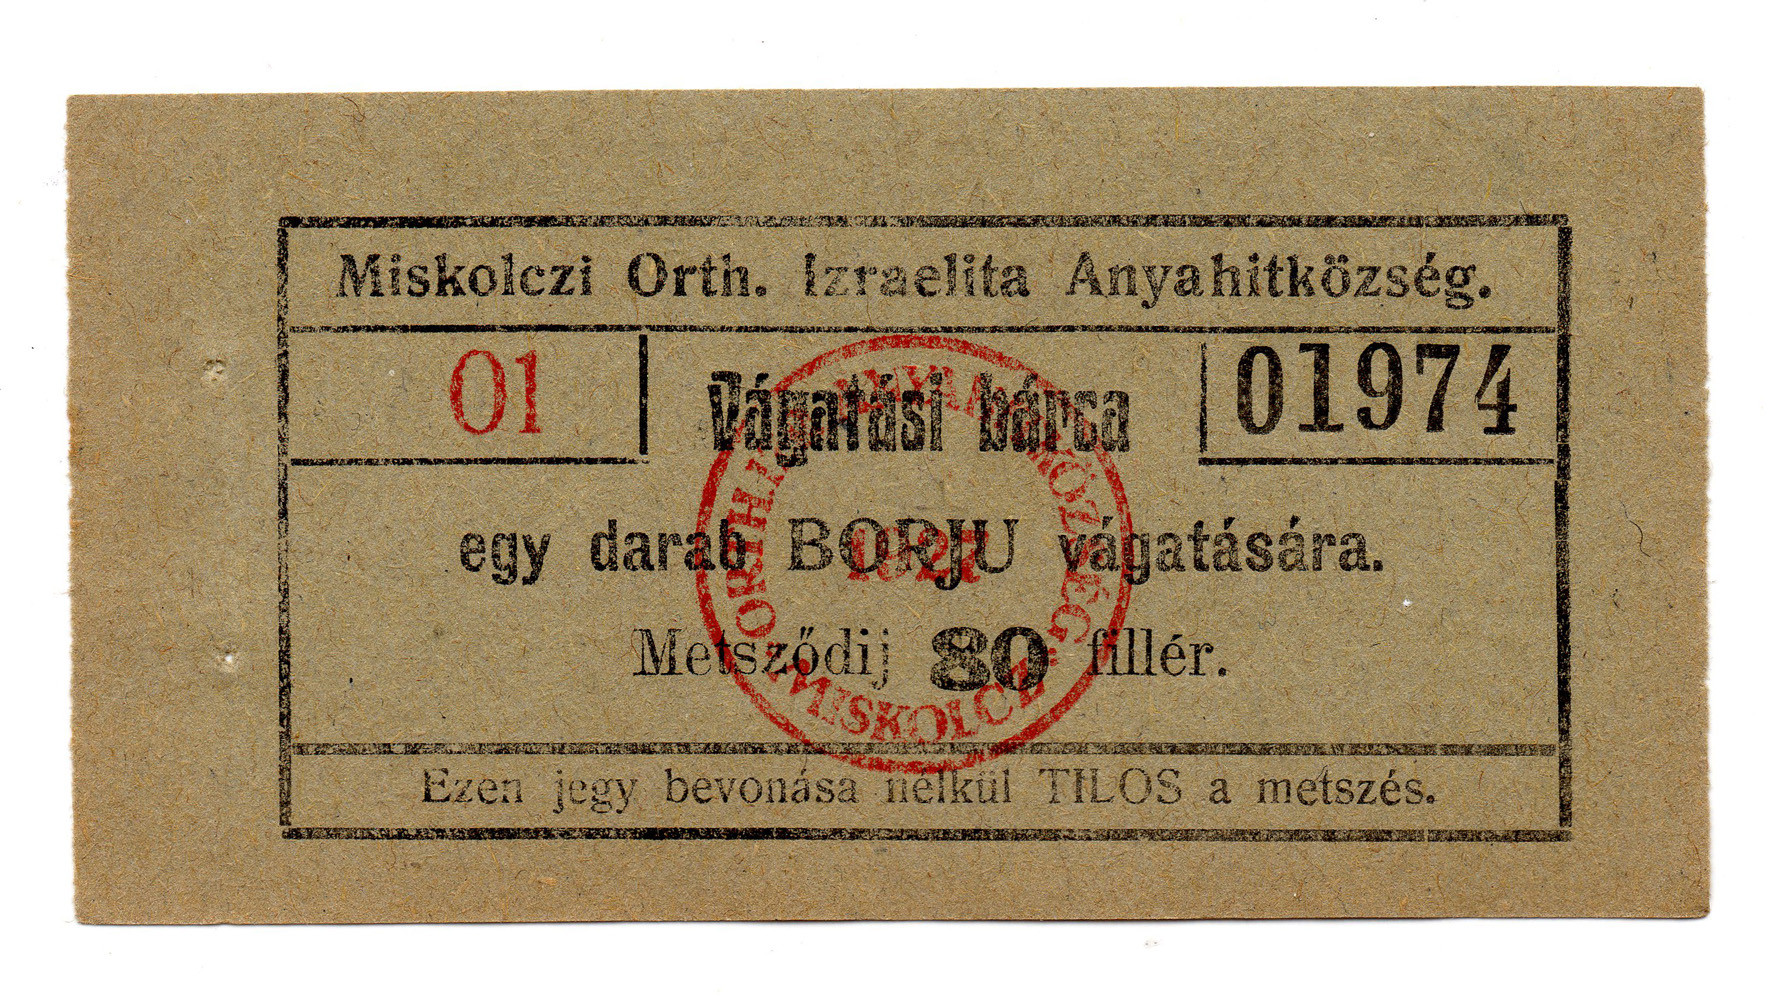 Miskolczi Orth. Izraelita Anyahitközség.
01
Vágatási bárca
01974
egy darab BORJU vágatására.
Metsződij 80 fillér.
Ezen jegy bevonása nélkül TILOS a metszés.
MISKOLCZ